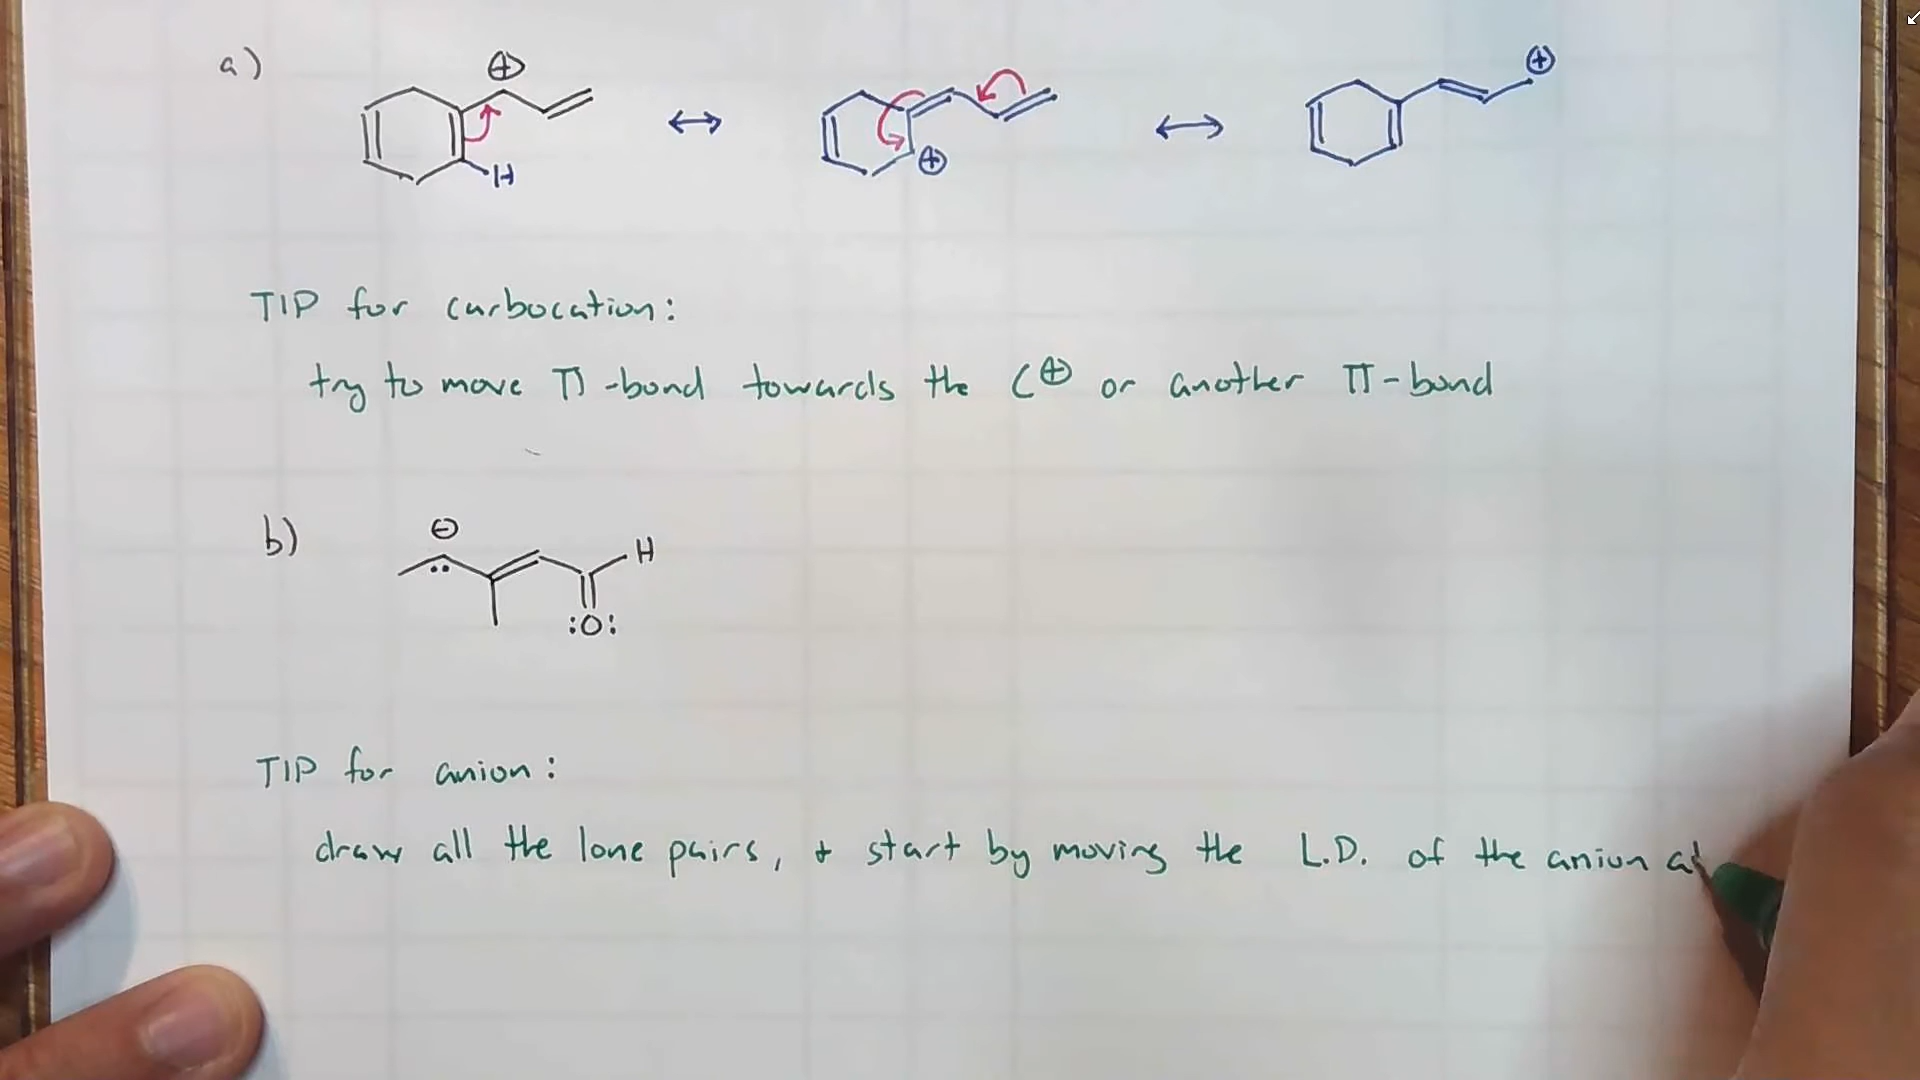 a)
⊕ H ↔ ⊕ ↔ ⊕
TIP for carbocation:
try to move π-bond towards the C⊕ or another π-bond
b)
⊖ .. H
:O:
TIP for anion:
draw all the lone pairs, + start by moving the L.P. of the anion